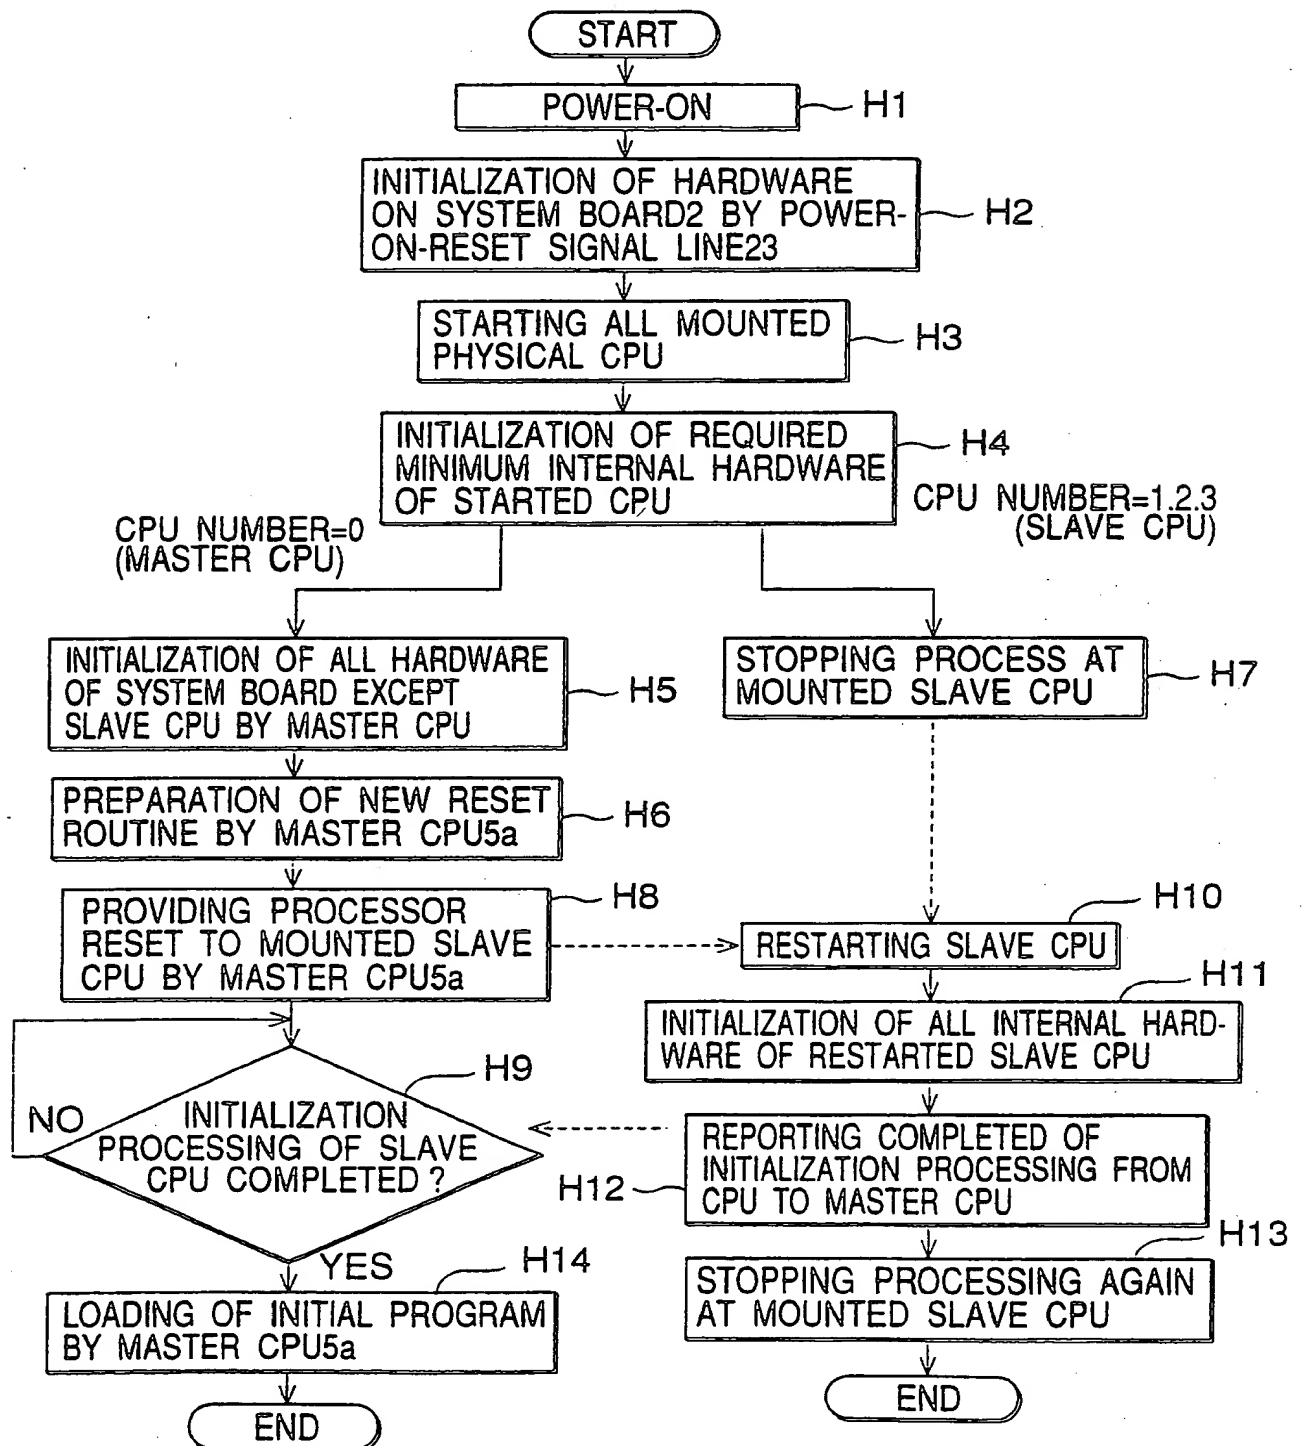 START
POWER-ON
H1
INITIALIZATION OF HARDWARE
ON SYSTEM BOARD2 BY POWER-
ON-RESET SIGNAL LINE23
H2
STARTING ALL MOUNTED
PHYSICAL CPU
H3
INITIALIZATION OF REQUIRED
MINIMUM INTERNAL HARDWARE
OF STARTED CPU
H4
CPU NUMBER=0
(MASTER CPU)
CPU NUMBER=1.2.3
(SLAVE CPU)
INITIALIZATION OF ALL HARDWARE
OF SYSTEM BOARD EXCEPT
SLAVE CPU BY MASTER CPU
H5
STOPPING PROCESS AT
MOUNTED SLAVE CPU
H7
PREPARATION OF NEW RESET
ROUTINE BY MASTER CPU5a
H6
PROVIDING PROCESSOR
RESET TO MOUNTED SLAVE
CPU BY MASTER CPU5a
H8
RESTARTING SLAVE CPU
H10
INITIALIZATION OF ALL INTERNAL HARD-
WARE OF RESTARTED SLAVE CPU
H11
INITIALIZATION
PROCESSING OF SLAVE
CPU COMPLETED ?
H9
NO
YES
REPORTING COMPLETED OF
INITIALIZATION PROCESSING FROM
CPU TO MASTER CPU
H12
STOPPING PROCESSING AGAIN
AT MOUNTED SLAVE CPU
H13
LOADING OF INITIAL PROGRAM
BY MASTER CPU5a
H14
END
END